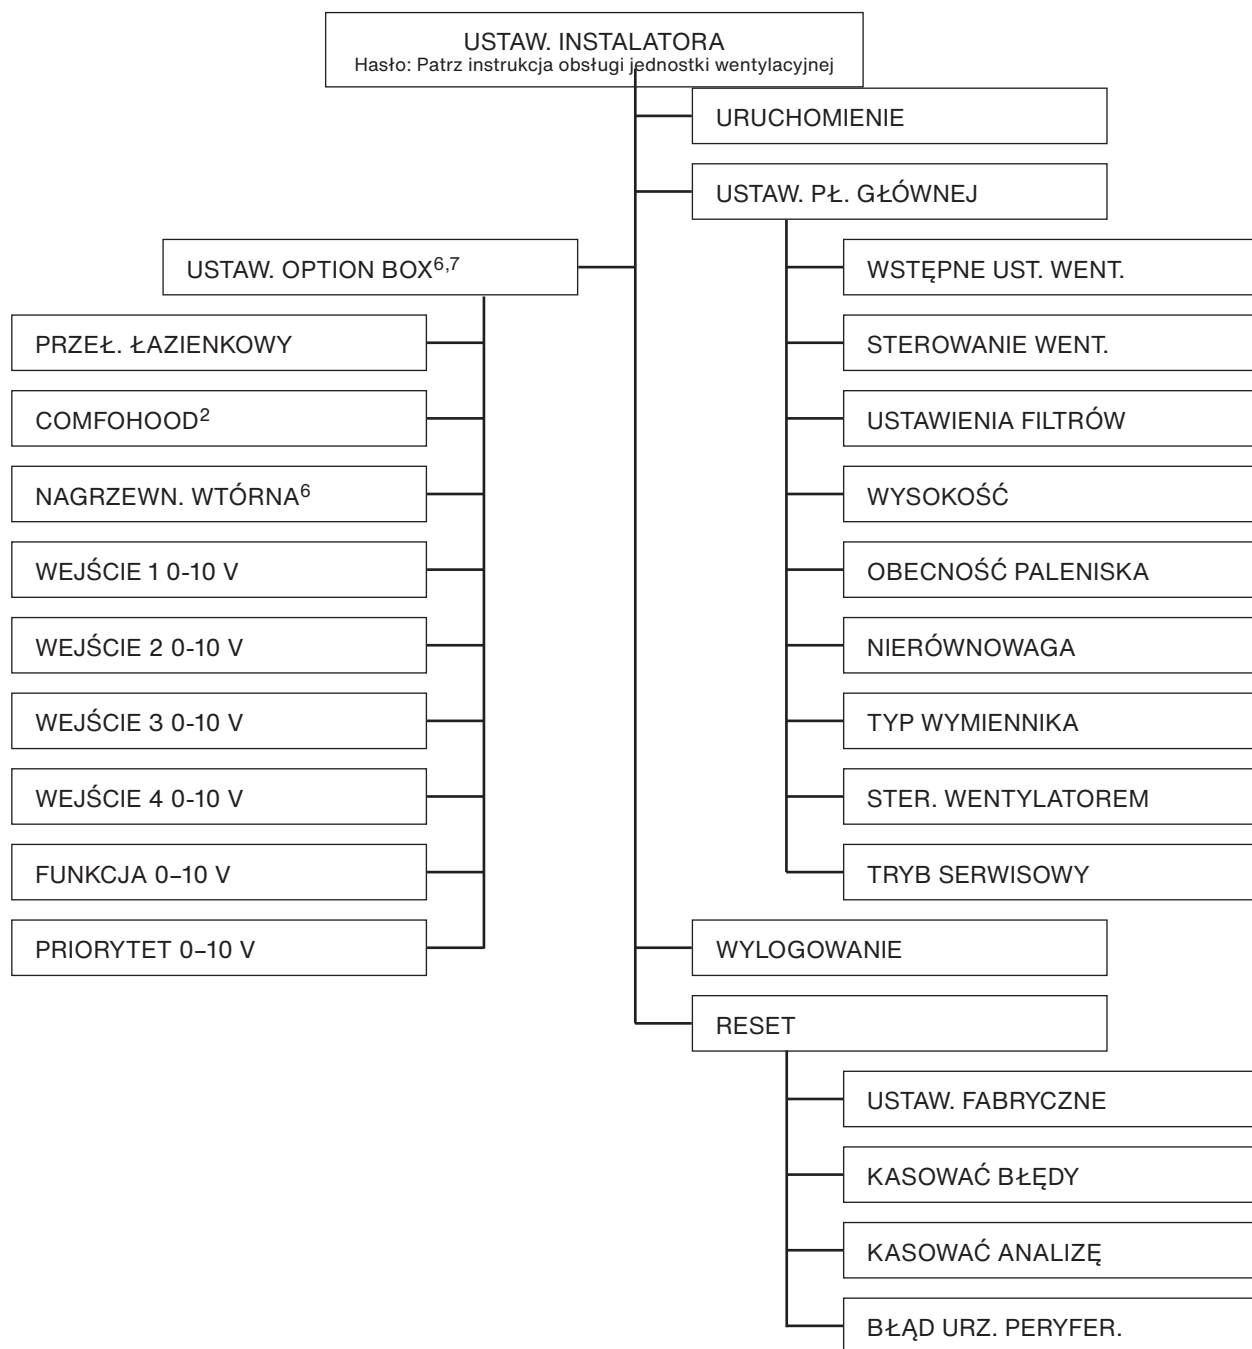 USTAW. INSTALATORA
Hasło: Patrz instrukcja obsługi jednostki wentylacyjnej
URUCHOMIENIE
USTAW. PŁ. GŁÓWNEJ
WSTĘPNE UST. WENT.
STEROWANIE WENT.
USTAWIENIA FILTRÓW
WYSOKOŚĆ
OBECNOŚĆ PALENISKA
NIERÓWNOWAGA
TYP WYMIENNIKA
STER. WENTYLATOREM
TRYB SERWISOWY
USTAW. OPTION BOX6,7
PRZEŁ. ŁAZIENKOWY
COMFOHOOD2
NAGRZEWN. WTÓRNA6
WEJŚCIE 1 0-10 V
WEJŚCIE 2 0-10 V
WEJŚCIE 3 0-10 V
WEJŚCIE 4 0-10 V
FUNKCJA 0–10 V
PRIORYTET 0–10 V
WYLOGOWANIE
RESET
USTAW. FABRYCZNE
KASOWAĆ BŁĘDY
KASOWAĆ ANALIZĘ
BŁĄD URZ. PERYFER.